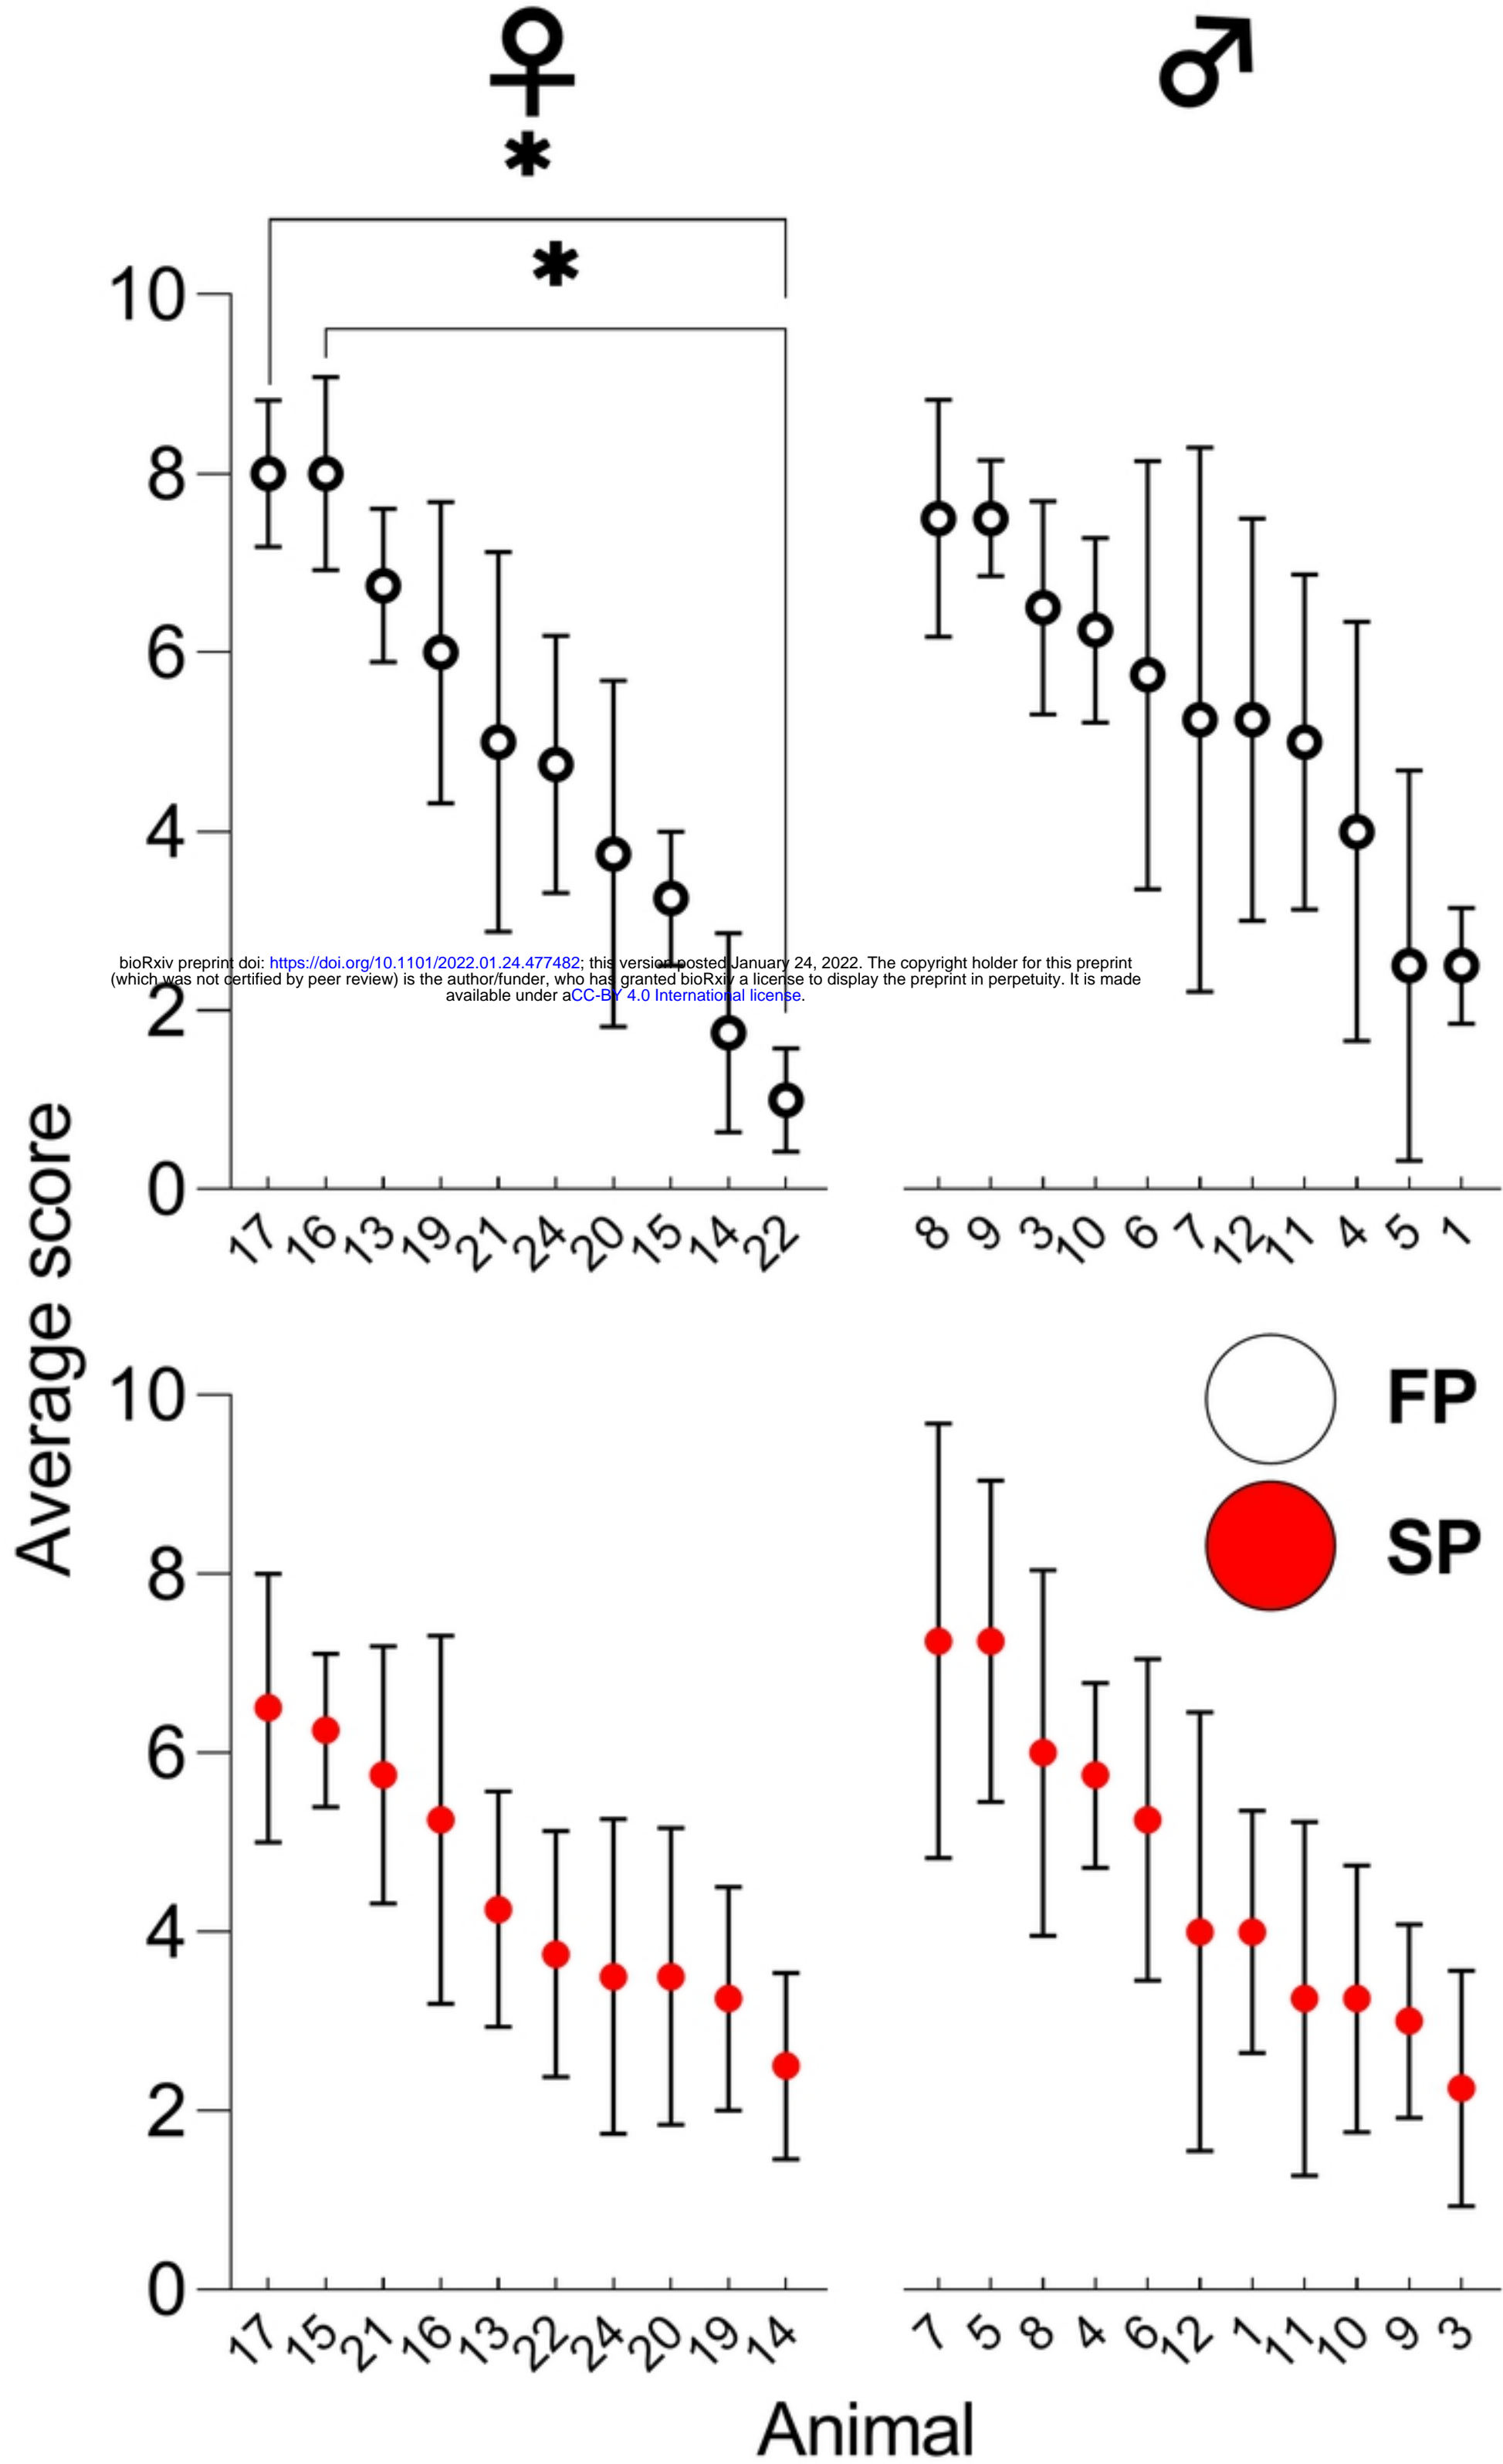 ♀ ♂
*
*
10
8
6
4
bioRxiv preprint doi: https://doi.org/10.1101/2022.01.24.477482; this version posted January 24, 2022. The copyright holder for this preprint
(which was not certified by peer review) is the author/funder, who has granted bioRxiv a license to display the preprint in perpetuity. It is made
available under aCC-BY 4.0 International license.
2
0
17 16 13 19 21 24 20 15 14 22
8 9 3 10 6 7 12 11 4 5 1
Average score
10
8
6
4
2
0
FP
SP
17 15 21 16 13 22 24 20 19 14
7 5 8 4 6 12 1 11 10 9 3
Animal